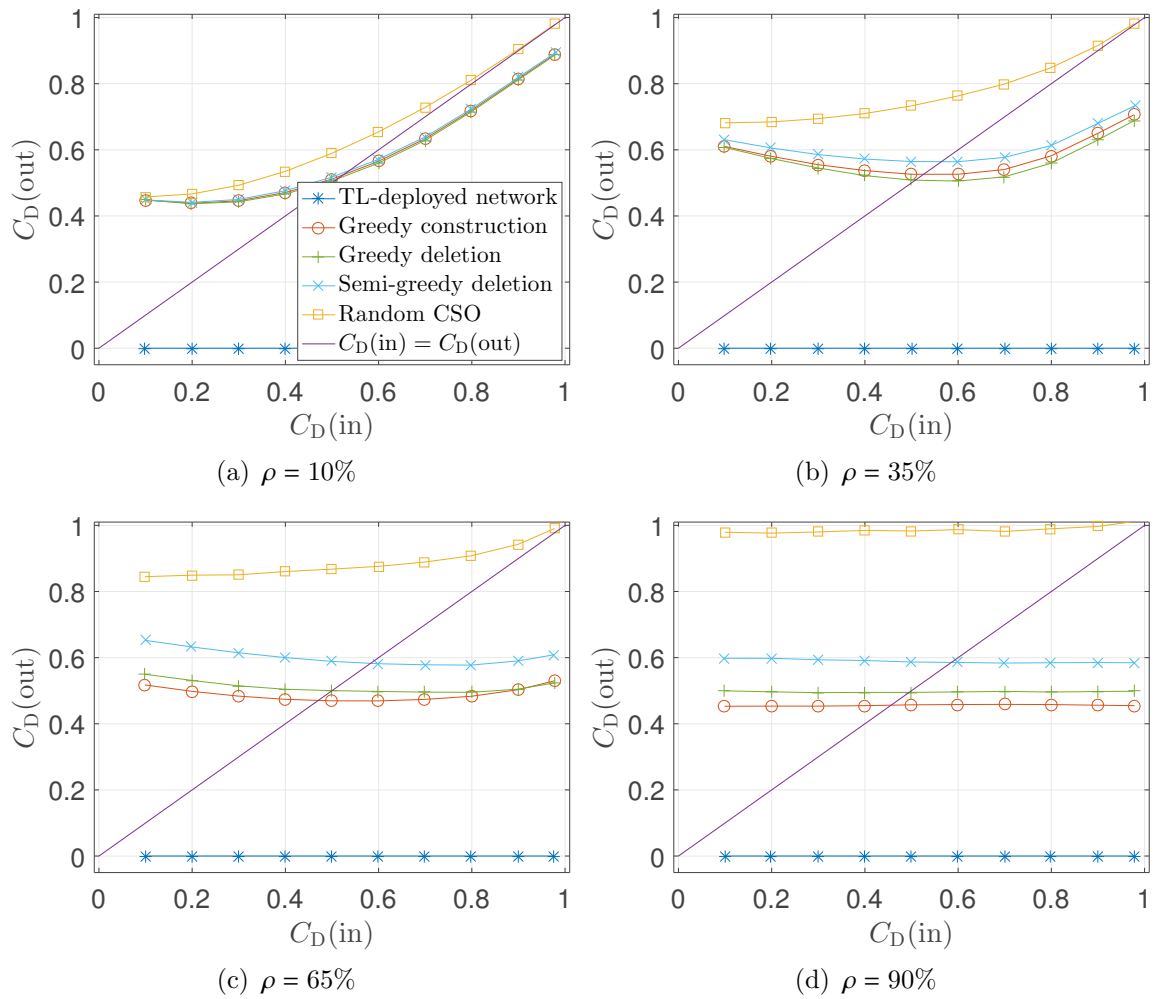 1
0.8
0.6
0.4
0.2
0
C_D(out)
0 0.2 0.4 0.6 0.8 1
C_D(in)
TL-deployed network
Greedy construction
Greedy deletion
Semi-greedy deletion
Random CSO
C_D(in) = C_D(out)
(a) ρ = 10%
1
0.8
0.6
0.4
0.2
0
C_D(out)
0 0.2 0.4 0.6 0.8 1
C_D(in)
(b) ρ = 35%
1
0.8
0.6
0.4
0.2
0
C_D(out)
0 0.2 0.4 0.6 0.8 1
C_D(in)
(c) ρ = 65%
1
0.8
0.6
0.4
0.2
0
C_D(out)
0 0.2 0.4 0.6 0.8 1
C_D(in)
(d) ρ = 90%